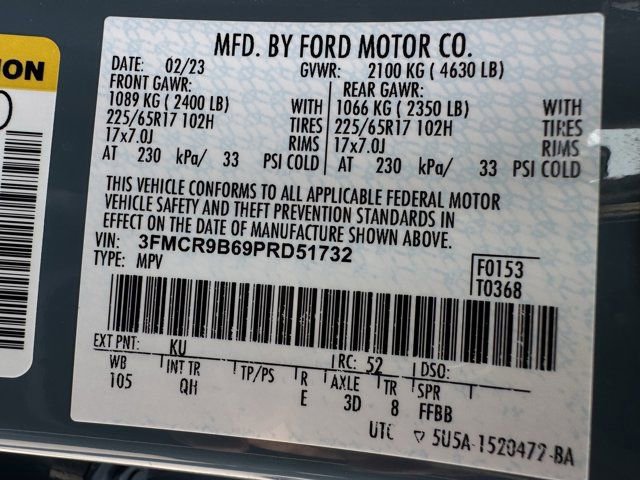 MFD. BY FORD MOTOR CO.
DATE: 02/23 GVWR: 2100 KG ( 4630 LB)
FRONT GAWR: REAR GAWR:
1089 KG ( 2400 LB) WITH 1066 KG ( 2350 LB) WITH
225/65R17 102H TIRES 225/65R17 102H TIRES
17x7.0J RIMS 17x7.0J RIMS
AT 230 kPa/ 33 PSI COLD AT 230 kPa/ 33 PSI COLD
THIS VEHICLE CONFORMS TO ALL APPLICABLE FEDERAL MOTOR
VEHICLE SAFETY AND THEFT PREVENTION STANDARDS IN
EFFECT ON THE DATE OF MANUFACTURE SHOWN ABOVE.
VIN: 3FMCR9B69PRD51732
TYPE: MPV
F0153
T0368
EXT PNT: KU RC: 52 DSO:
WB INT TR TP/PS R AXLE TR SPR
105 QH E 3D 8 FFBB
UTC ▽ 5U5A-1520472-BA